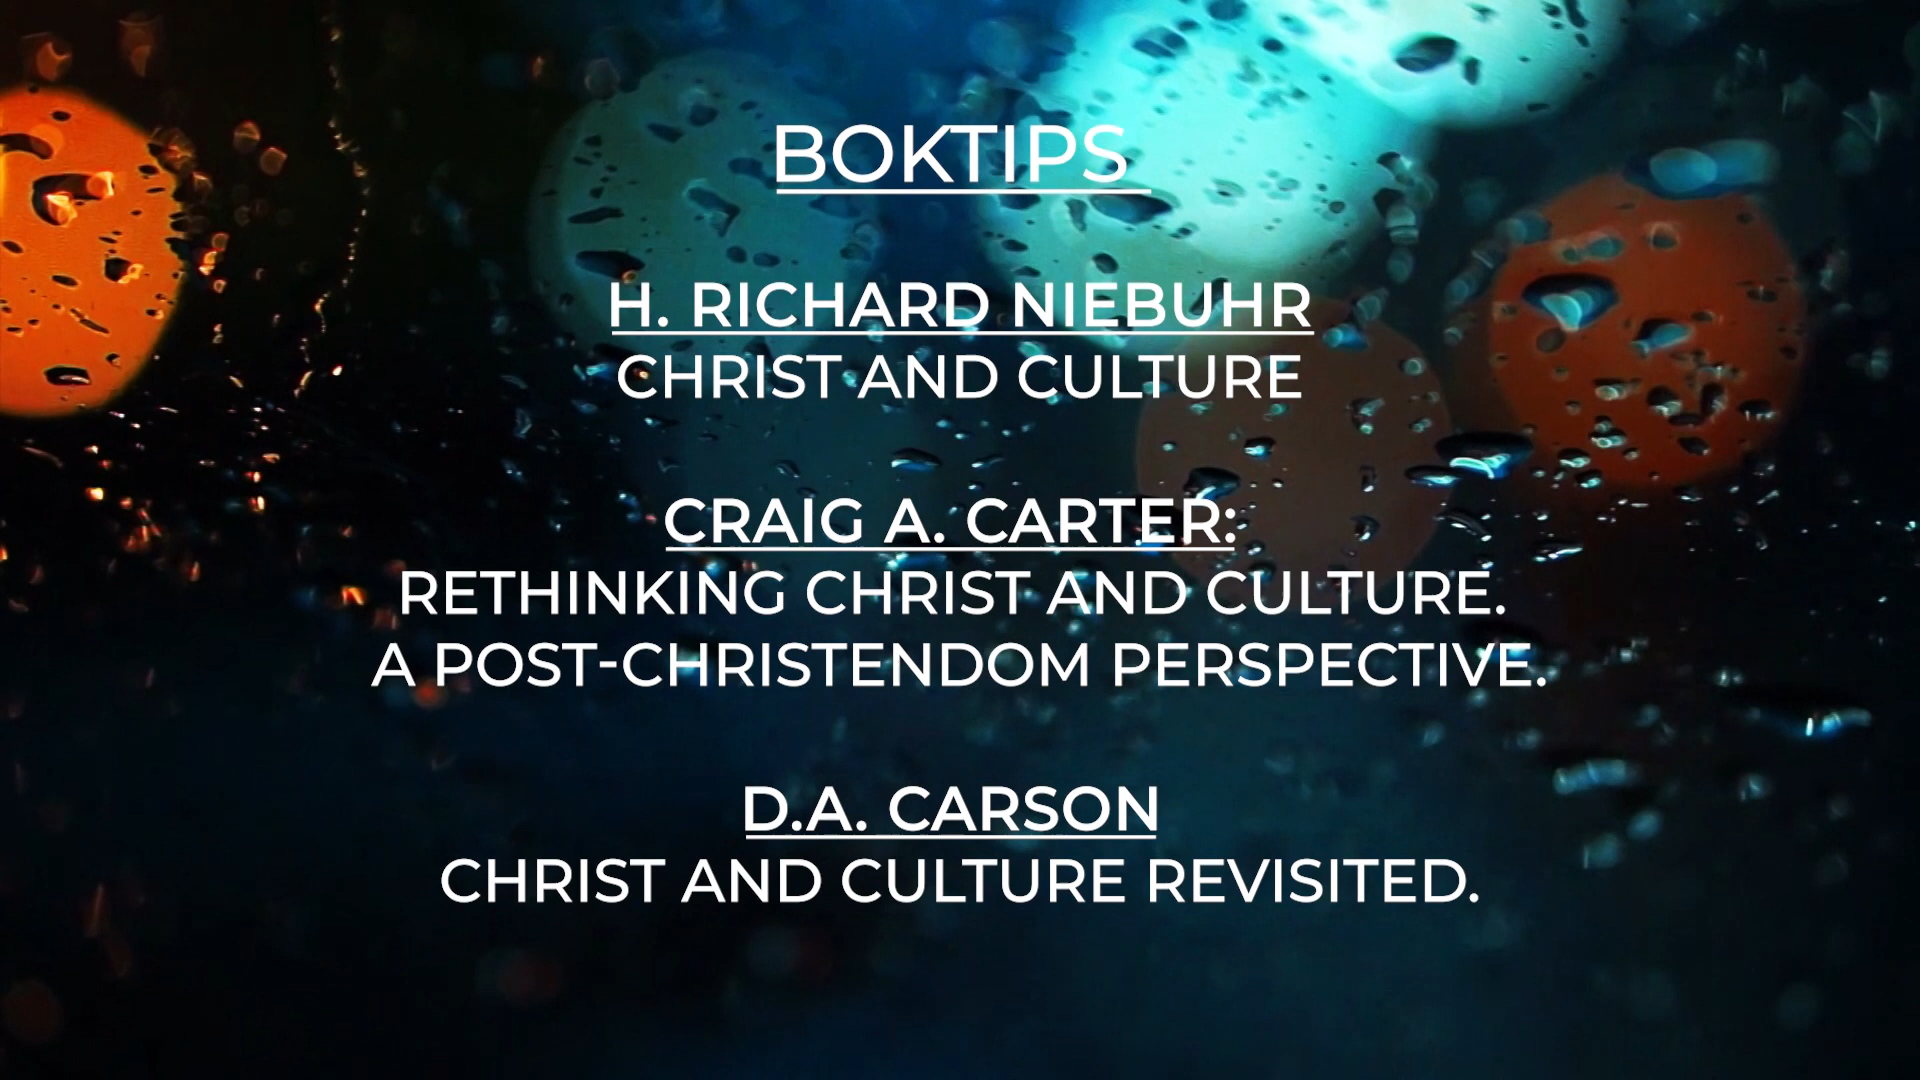 BOKTIPS
H. RICHARD NIEBUHR
CHRIST AND CULTURE
CRAIG A. CARTER:
RETHINKING CHRIST AND CULTURE.
A POST-CHRISTENDOM PERSPECTIVE.
D.A. CARSON
CHRIST AND CULTURE REVISITED.